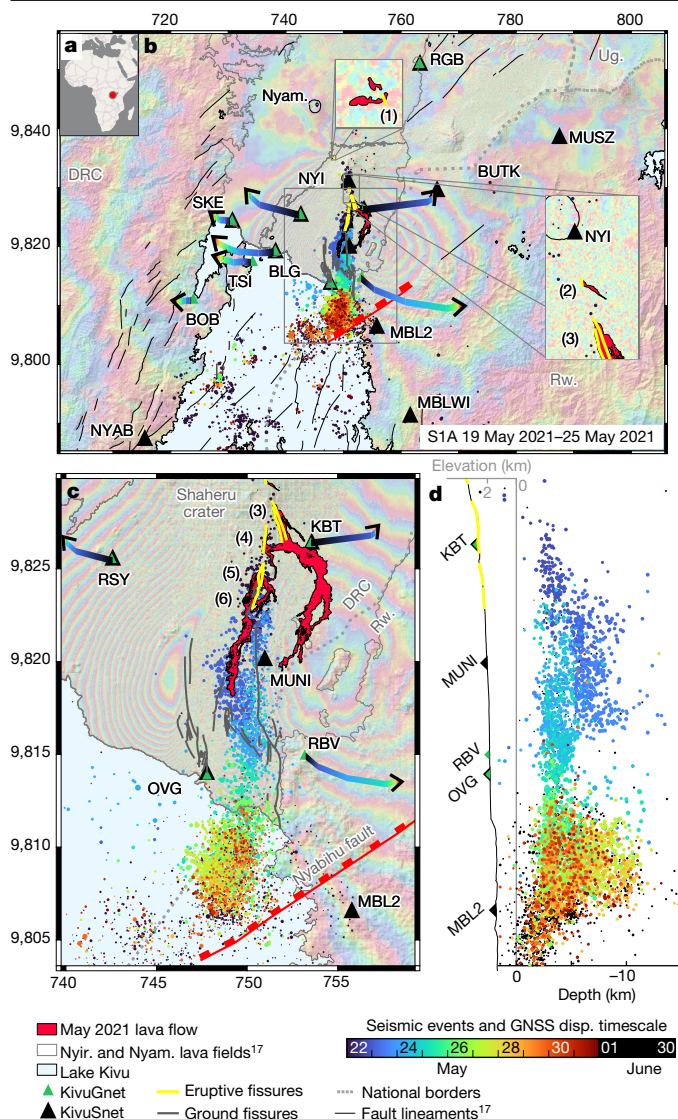 720 740 760 780 800
a b
RGB
Ug.
Nyam.
(1)
9,840
MUSZ
DRC
NYI
BUTK
SKE
NYI
9,820
BLG
TSI
(2)
BOB
MBL2
(3)
9,800
Rw.
MBLWI
NYAB
S1A 19 May 2021–25 May 2021
Elevation (km)
c
Shaheru
crater
d
2 0
(3)
KBT
(4)
KBT
9,825
RSY
(5)
DRC
(6)
Rw.
9,820
MUNI
MUNI
RBV
9,815
RBV
OVG
OVG
9,810
Nyabihu fault
MBL2
MBL2
9,805
740 745 750 755
0 –10
Depth (km)
May 2021 lava flow
Nyir. and Nyam. lava fields17
Lake Kivu
KivuGnet
KivuSnet
Eruptive fissures
Ground fissures
Seismic events and GNSS disp. timescale
22 24 26 28 30 01 30
May June
National borders
Fault lineaments17